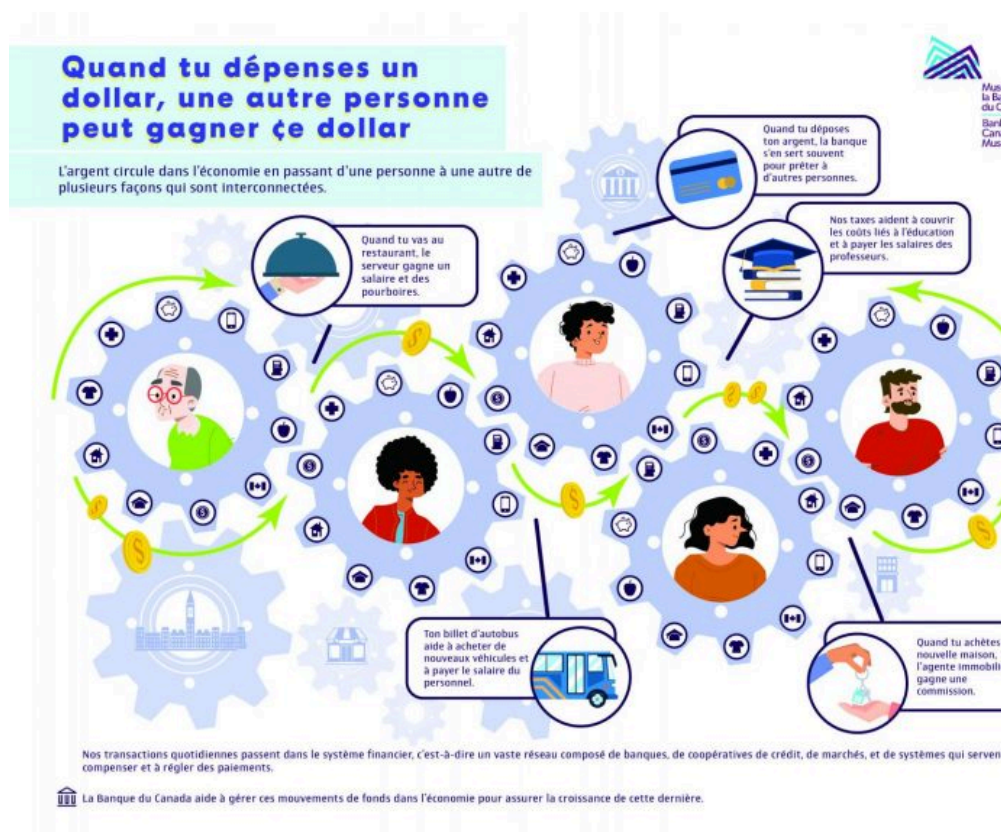 Quand tu dépenses un
dollar, une autre personne
peut gagner ¢e dollar
L'argent circule dans l'économie en passant d'une personne à une autre de
plusieurs façons qui sont interconnectées.
la Ba
du C
Bank
Cana
Muse
Quand tu déposes
ton argent, la banque
s'en sert souvent
pour prêter à
d'autres personnes.
Nos taxes aident à couvrir
les coûts liés à l'éducation
et à payer les salaires des
professeurs.
Quand tu vas au
restaurant, le
serveur gagne un
salaire et des
pourboires.
Ton billet d'autobus
aide à acheter de
nouveaux véhicules et
à payer le salaire du
personnel.
Quand tu achètes
nouvelle maison,
l'agente immobili
gagne une
commission.
Nos transactions quotidiennes passent dans le système financier, c'est-à-dire un vaste réseau composé de banques, de coopératives de crédit, de marchés, et de systèmes qui serven
compenser et à régler des paiements.
La Banque du Canada aide à gérer ces mouvements de fonds dans l'économie pour assurer la croissance de cette dernière.